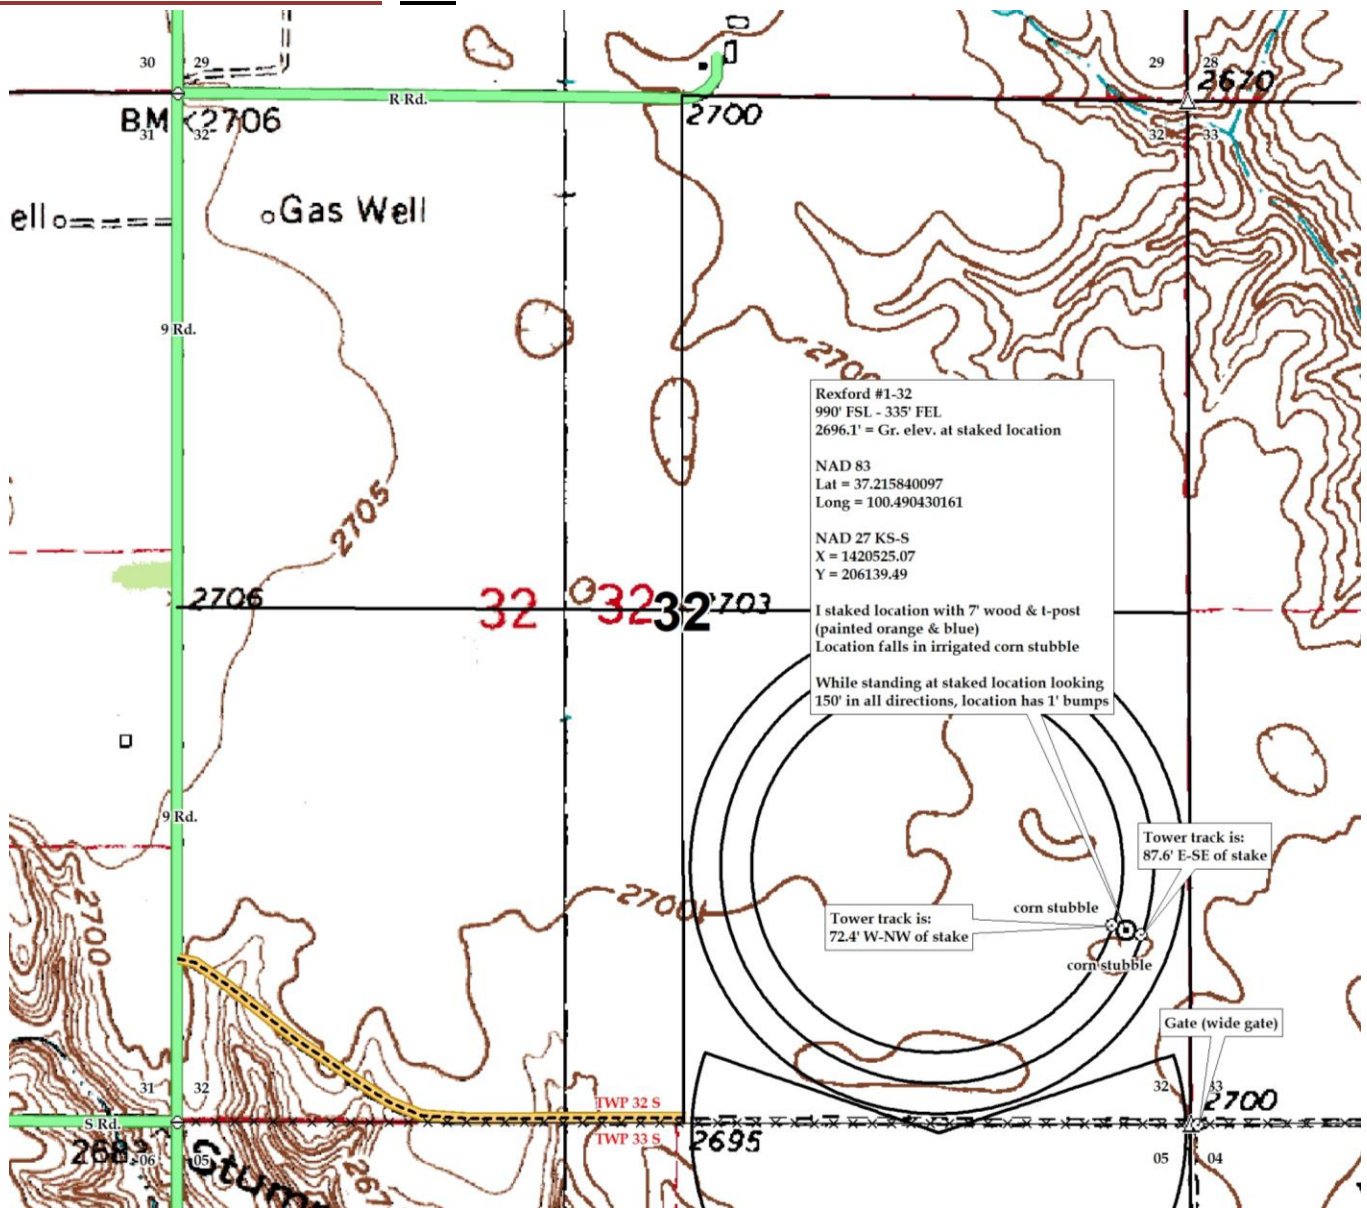 30
29
29
28
2670
R Rd.
BM
2706
2700
31
32
32
33
ell
Gas Well
9 Rd.
2700
Rexford #1-32
990' FSL - 335' FEL
2696.1' = Gr. elev. at staked location
NAD 83
Lat = 37.215840097
Long = 100.490430161
NAD 27 KS-S
X = 1420525.07
Y = 206139.49
I staked location with 7' wood & t-post
(painted orange & blue)
Location falls in irrigated corn stubble
While standing at staked location looking
150' in all directions, location has 1' bumps
2705
2706
32
32
32
2703
9 Rd.
Tower track is:
87.6' E-SE of stake
2700
2700
corn stubble
Tower track is:
72.4' W-NW of stake
corn stubble
Gate (wide gate)
31
32
32
33
2700
TWP 32 S
S Rd.
TWP 33 S
2695
06
05
05
04
267